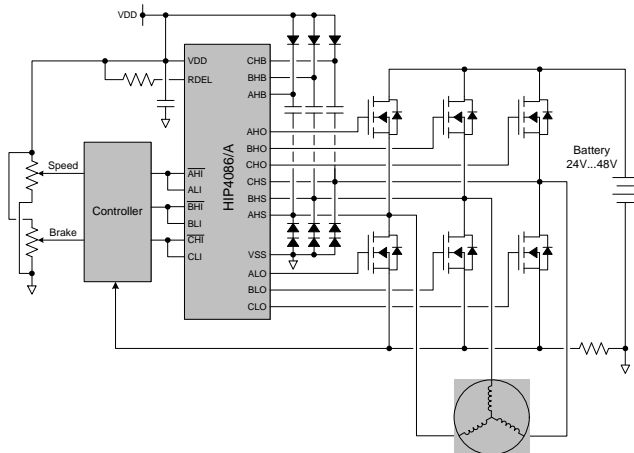 VDD
VDD
RDEL
CHB
BHB
AHB
AHO
BHO
CHO
CHS
BHS
AHS
VSS
ALO
BLO
CLO
AHI
ALI
BHI
BLI
CHI
CLI
HIP4086/A
Speed
Brake
Controller
Battery
24V...48V